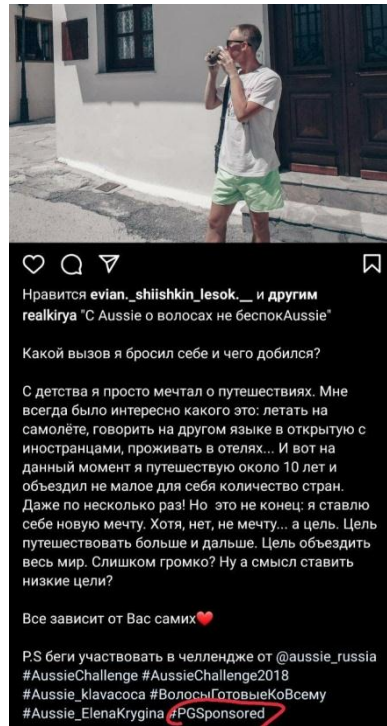 Нравится evian._shiishkin_lesok.__ и другим
realkirya "С Aussie о волосах не беспокAussie"
Какой вызов я бросил себе и чего добился?
С детства я просто мечтал о путешествиях. Мне
всегда было интересно какого это: летать на
самолёте, говорить на другом языке в открытую с
иностранцами, проживать в отелях... И вот на
данный момент я путешествую около 10 лет и
объездил не малое для себя количество стран.
Даже по несколько раз! Но это не конец: я ставлю
себе новую мечту. Хотя, нет, не мечту... а цель. Цель
путешествовать больше и дальше. Цель объездить
весь мир. Слишком громко? Ну а смысл ставить
низкие цели?
Все зависит от Вас самих❤️
P.S беги участвовать в челлендже от @aussie_russia
#AussieChallenge #AussieChallenge2018
#Aussie_klavacoca #ВолосыГотовыеКоВсему
#Aussie_ElenaKrygina #PGSponsored